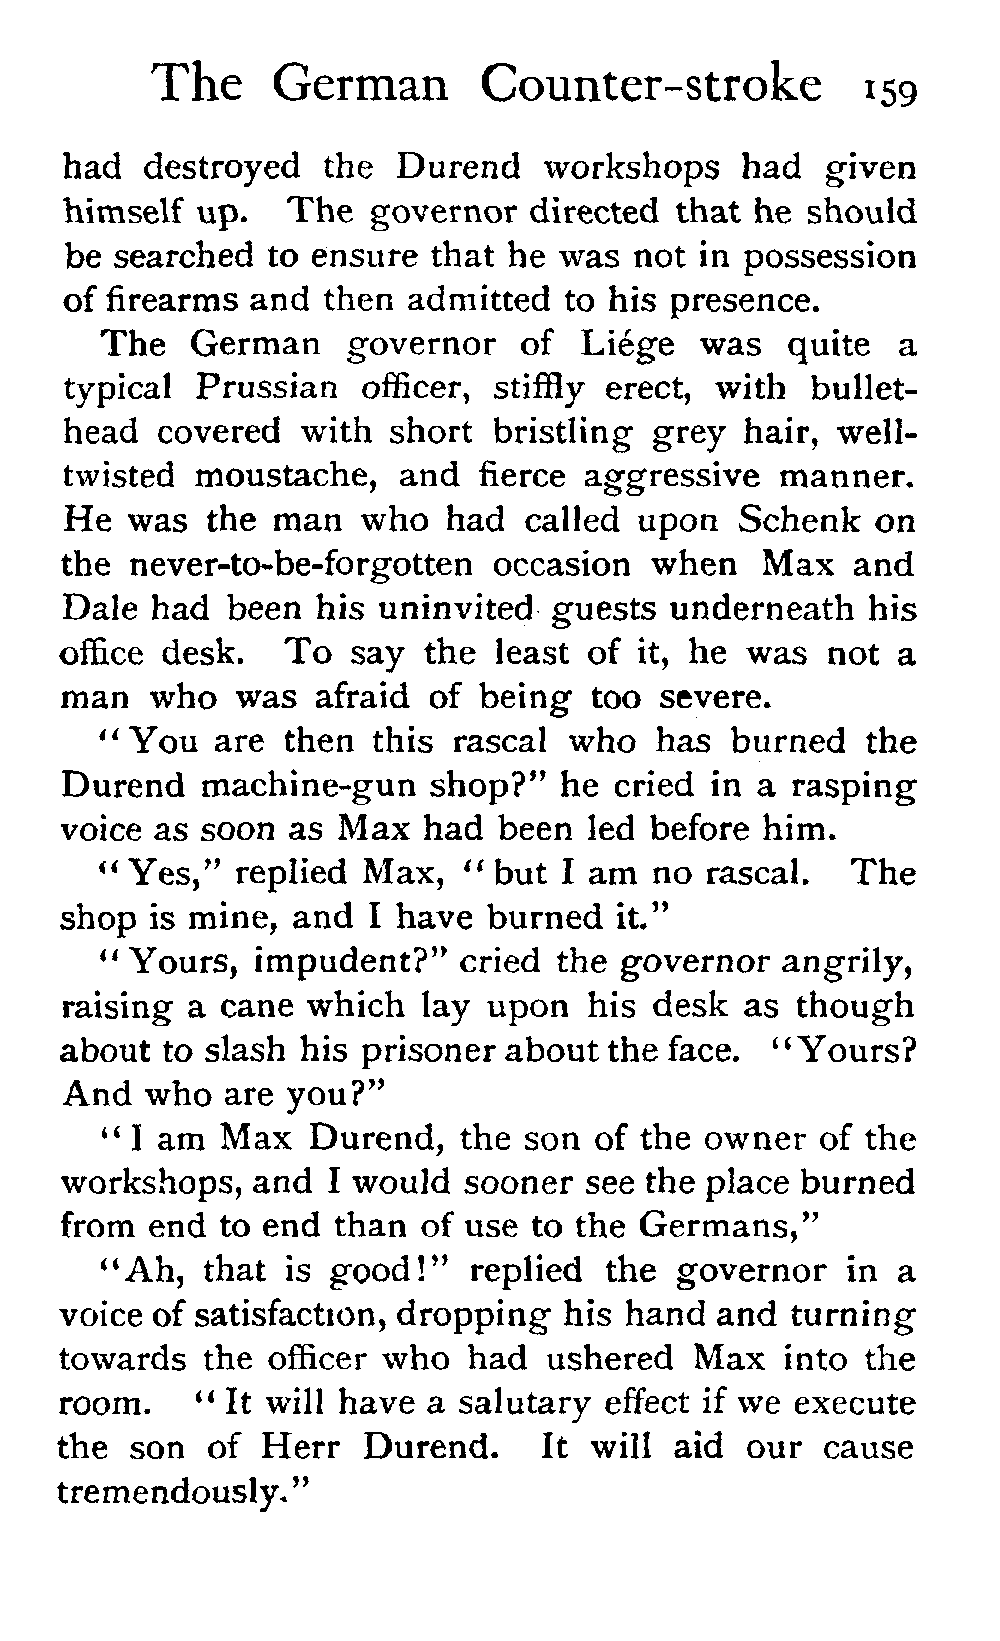 The German Counter-stroke 159
had destroyed the Durend workshops had given
himself up. The governor directed that he should
be searched to ensure that he was not in possession
of firearms and then admitted to his presence.
The German governor of Liége was quite a
typical Prussian officer, stiffly erect, with bullet-
head covered with short bristling grey hair, well-
twisted moustache, and fierce aggressive manner.
He was the man who had called upon Schenk on
the never-to-be-forgotten occasion when Max and
Dale had been his uninvited guests underneath his
office desk. To say the least of it, he was not a
man who was afraid of being too severe.
"You are then this rascal who has burned the
Durend machine-gun shop?" he cried in a rasping
voice as soon as Max had been led before him.
"Yes," replied Max, "but I am no rascal. The
shop is mine, and I have burned it."
"Yours, impudent?" cried the governor angrily,
raising a cane which lay upon his desk as though
about to slash his prisoner about the face. "Yours?
And who are you?"
"I am Max Durend, the son of the owner of the
workshops, and I would sooner see the place burned
from end to end than of use to the Germans,"
"Ah, that is good!" replied the governor in a
voice of satisfaction, dropping his hand and turning
towards the officer who had ushered Max into the
room. "It will have a salutary effect if we execute
the son of Herr Durend. It will aid our cause
tremendously."